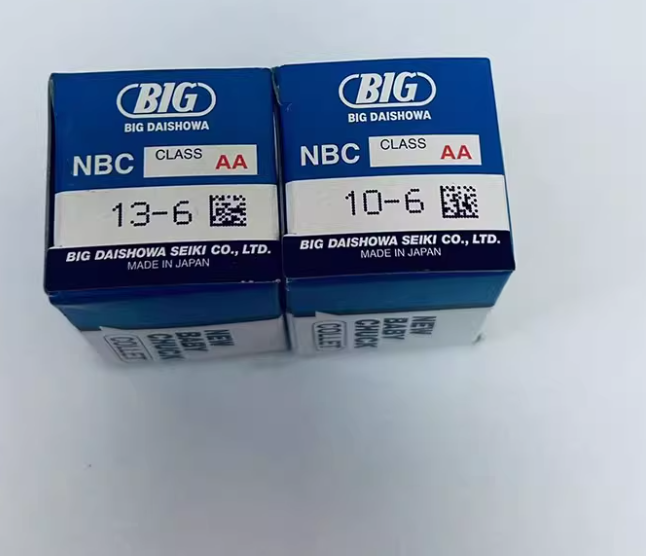 BIG
BIG DAISHOWA
NBC CLASS AA
13-6
BIG DAISHOWA SEIKI CO., LTD.
MADE IN JAPAN
NEW
BABY
CHUCK
COLLET
BIG
BIG DAISHOWA
NBC CLASS AA
10-6
BIG DAISHOWA SEIKI CO., LTD.
MADE IN JAPAN
NEW
BABY
CHUCK
COLLET